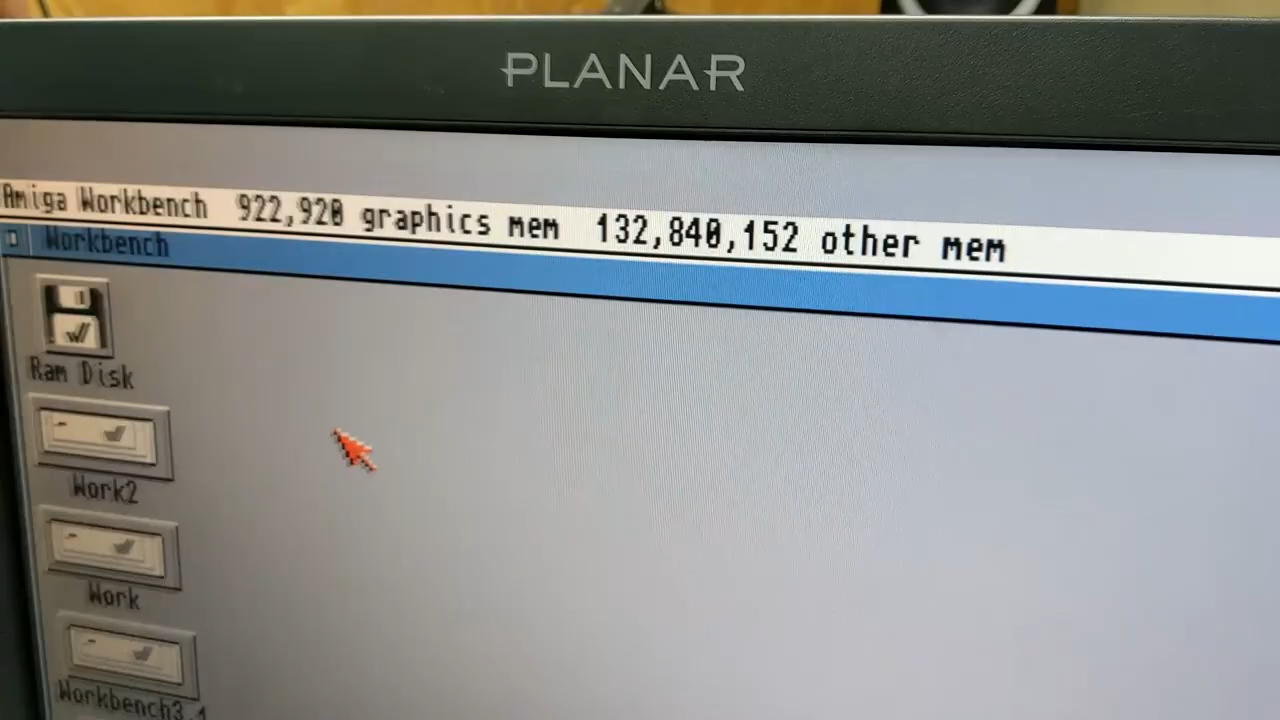 PLANAR
Amiga Workbench 922,920 graphics mem 132,840,152 other mem
Workbench
Ram Disk
Work2
Work
Workbench3.1